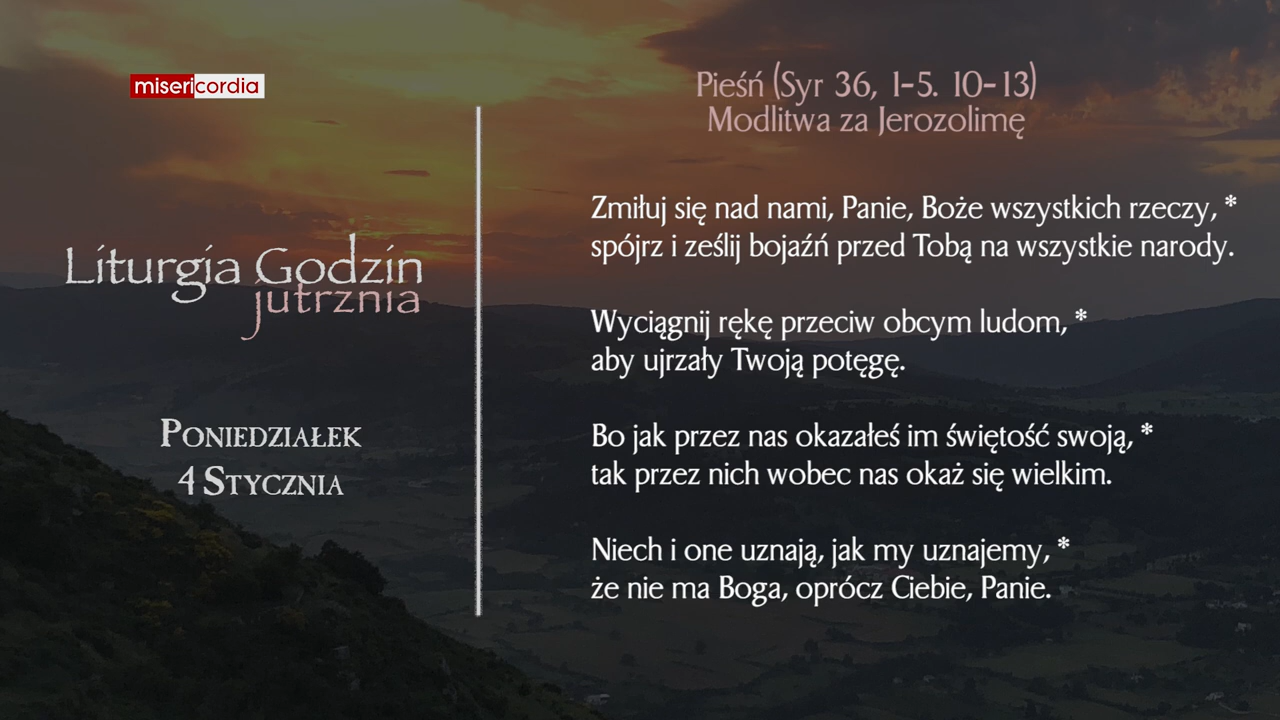 misericordia
Liturgia Godzin
jutrznia
Poniedziałek
4 Stycznia
Pieśń (Syr 36, 1-5. 10-13)
Modlitwa za Jerozolimę
Zmiłuj się nad nami, Panie, Boże wszystkich rzeczy, *
spójrz i ześlij bojaźń przed Tobą na wszystkie narody.
Wyciągnij rękę przeciw obcym ludom, *
aby ujrzały Twoją potęgę.
Bo jak przez nas okazałeś im świętość swoją, *
tak przez nich wobec nas okaż się wielkim.
Niech i one uznają, jak my uznajemy, *
że nie ma Boga, oprócz Ciebie, Panie.